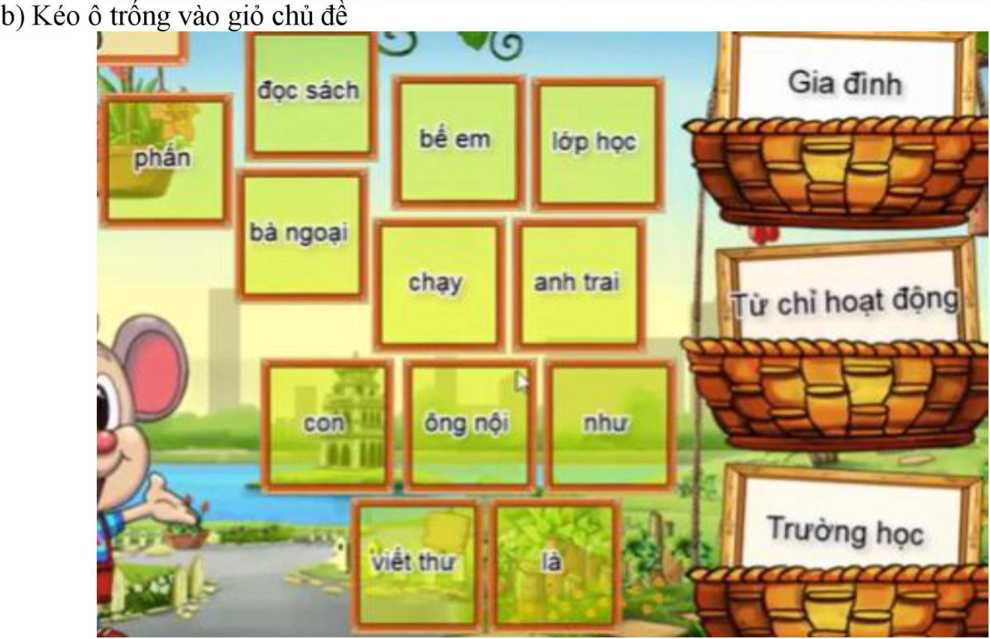 b) Kéo ô trống vào giỏ chủ đề
đọc sách
bế em
lớp học
phấn
bà ngoại
chạy
anh trai
con
ông nội
như
viết thư
là
Gia đình
Từ chỉ hoạt động
Trường học